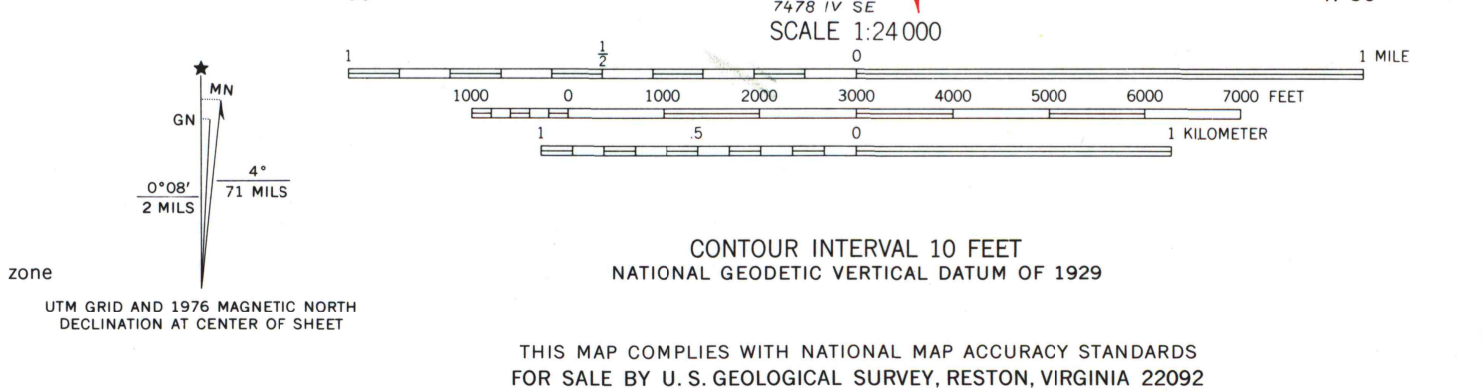 7478 IV SE
SCALE 1:24 000
1 1/2 0 1 MILE
1000 0 1000 2000 3000 4000 5000 6000 7000 FEET
1 .5 0 1 KILOMETER
★
MN
GN
4°
71 MILS
0°08'
2 MILS
zone
UTM GRID AND 1976 MAGNETIC NORTH
DECLINATION AT CENTER OF SHEET
CONTOUR INTERVAL 10 FEET
NATIONAL GEODETIC VERTICAL DATUM OF 1929
THIS MAP COMPLIES WITH NATIONAL MAP ACCURACY STANDARDS
FOR SALE BY U. S. GEOLOGICAL SURVEY, RESTON, VIRGINIA 22092